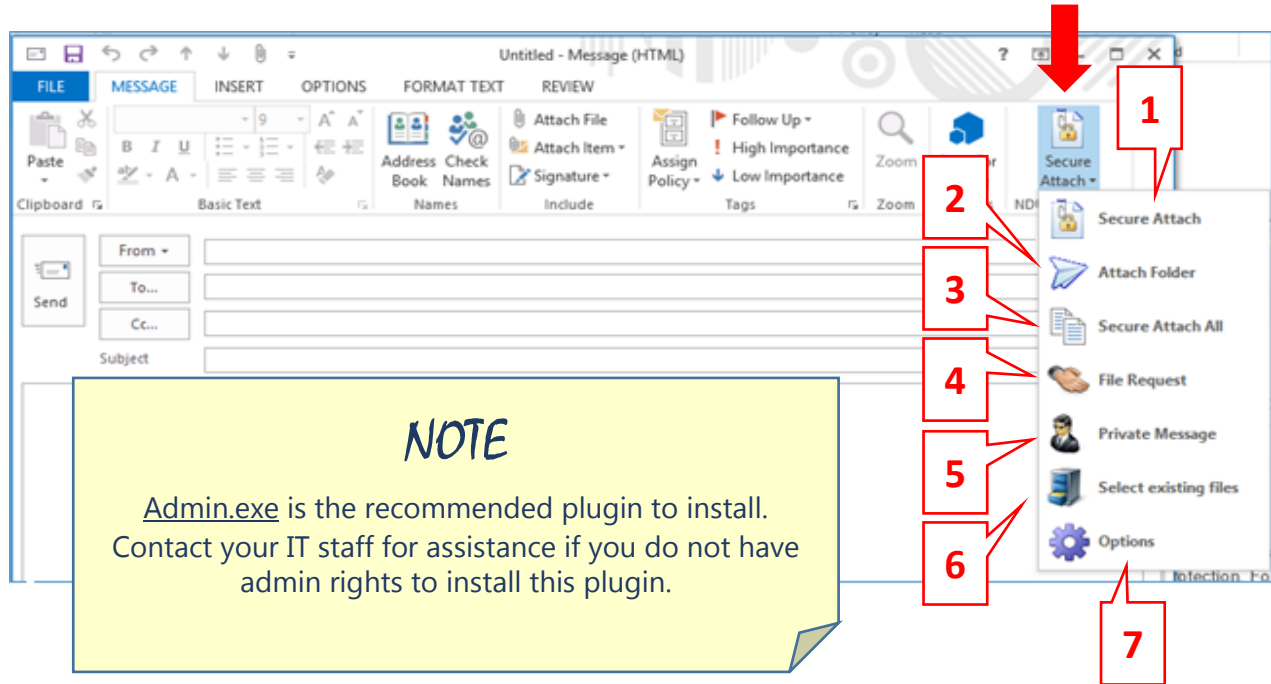 Untitled - Message (HTML)
?
FILE MESSAGE INSERT OPTIONS FORMAT TEXT REVIEW
Paste
9
B I U
A
Address Book
Check Names
Attach File
Attach Item
Signature
Assign Policy
Follow Up
High Importance
Low Importance
Zoom
Secure Attach
Clipboard Basic Text Names Include Tags Zoom
1
2
3
4
5
6
7
Secure Attach
Attach Folder
Secure Attach All
File Request
Private Message
Select existing files
Options
Send
From
To...
Cc...
Subject
NOTE
Admin.exe is the recommended plugin to install.
Contact your IT staff for assistance if you do not have
admin rights to install this plugin.